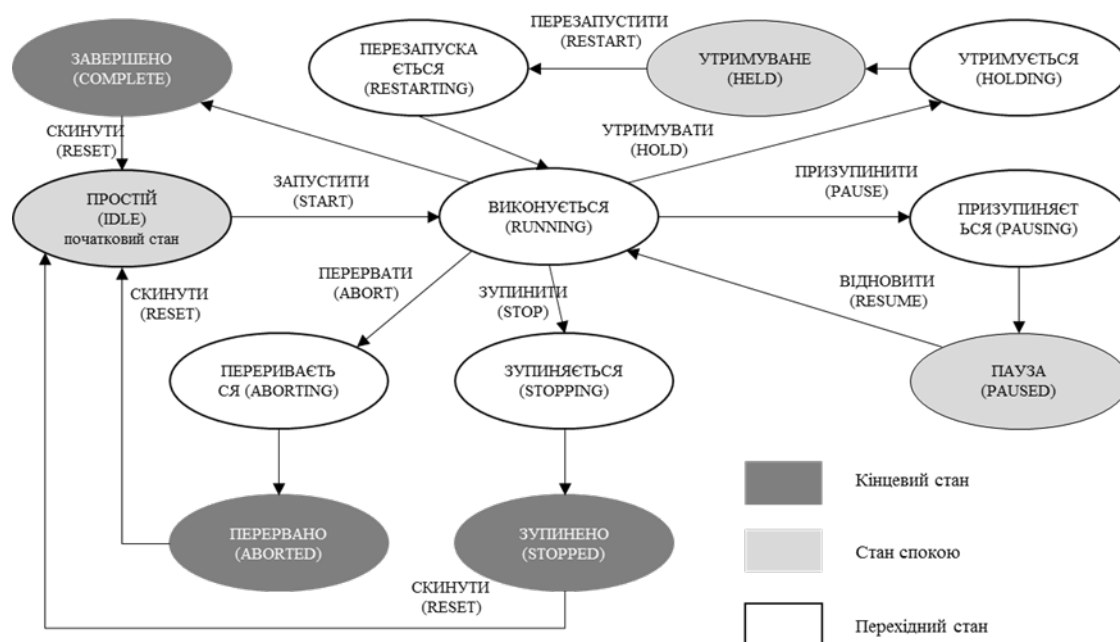 ЗАВЕРШЕНО
(COMPLETE)
ПЕРЕЗАПУСКА
ЄТЬСЯ
(RESTARTING)
ПЕРЕЗАПУСТИТИ
(RESTART)
УТРИМУВАНЕ
(HELD)
УТРИМУЄТЬСЯ
(HOLDING)
СКИНУТИ
(RESET)
УТРИМУВАТИ
(HOLD)
ПРОСТІЙ
(IDLE)
початковий стан
ЗАПУСТИТИ
(START)
ВИКОНУЄТЬСЯ
(RUNNING)
ПРИЗУПИНИТИ
(PAUSE)
ПРИЗУПИНЯЄТ
ЬСЯ (PAUSING)
СКИНУТИ
(RESET)
ПЕРЕРВАТИ
(ABORT)
ЗУПИНИТИ
(STOP)
ВІДНОВИТИ
(RESUME)
ПЕРЕРИВАЄТЬ
СЯ (ABORTING)
ЗУПИНЯЄТЬСЯ
(STOPPING)
ПАУЗА
(PAUSED)
ПЕРЕРВАНО
(ABORTED)
ЗУПИНЕНО
(STOPPED)
СКИНУТИ
(RESET)
Кінцевий стан
Стан спокою
Перехідний стан